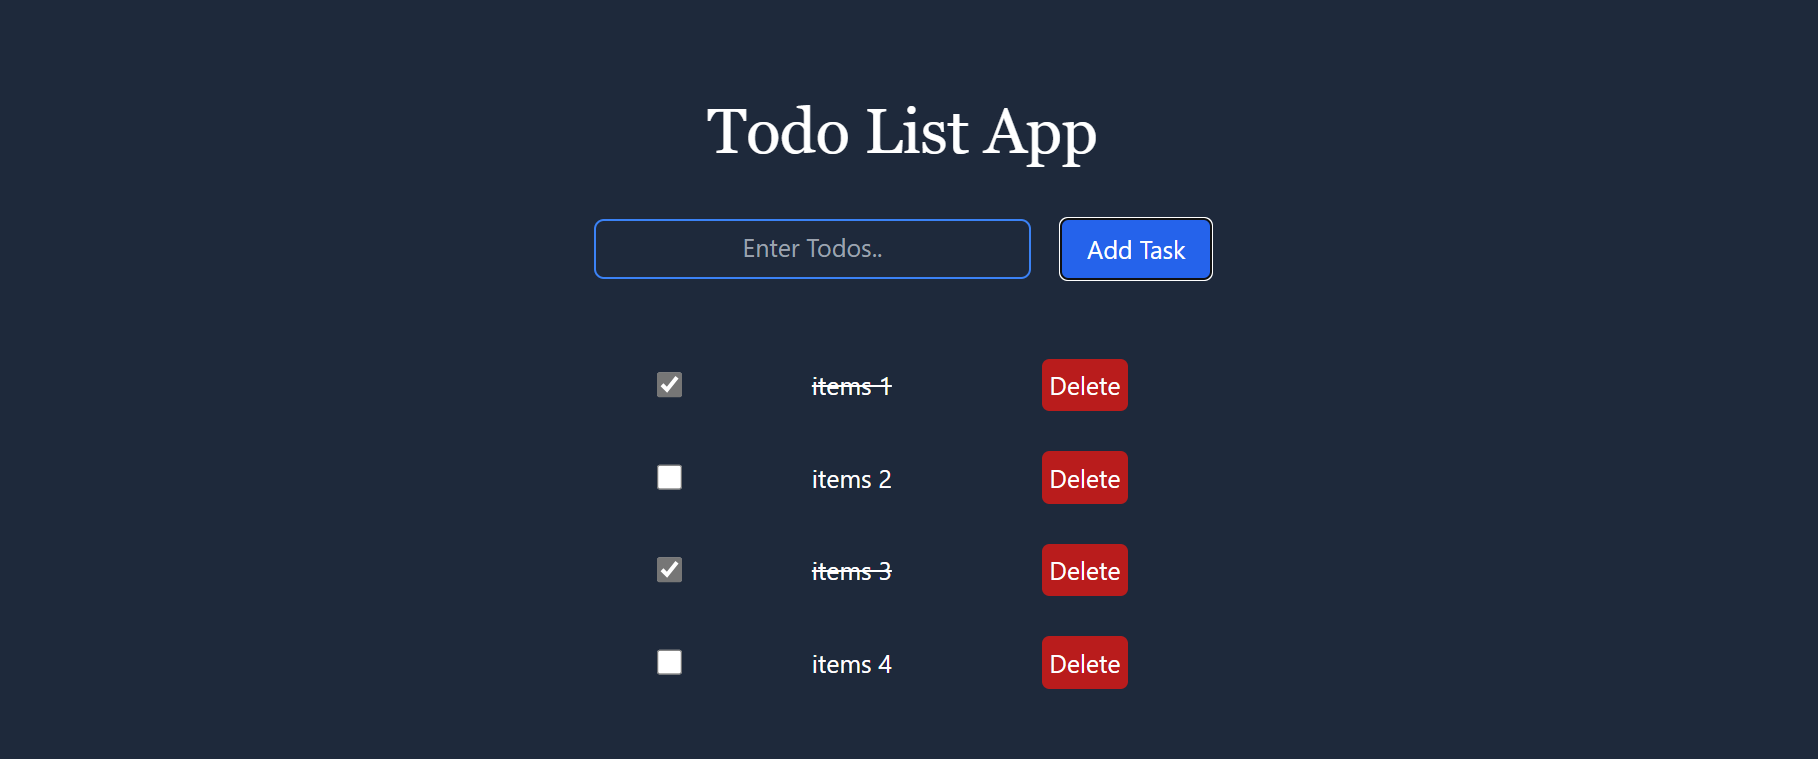 Todo List App
Enter Todos.. Add Task
items 1 Delete
items 2 Delete
items 3 Delete
items 4 Delete